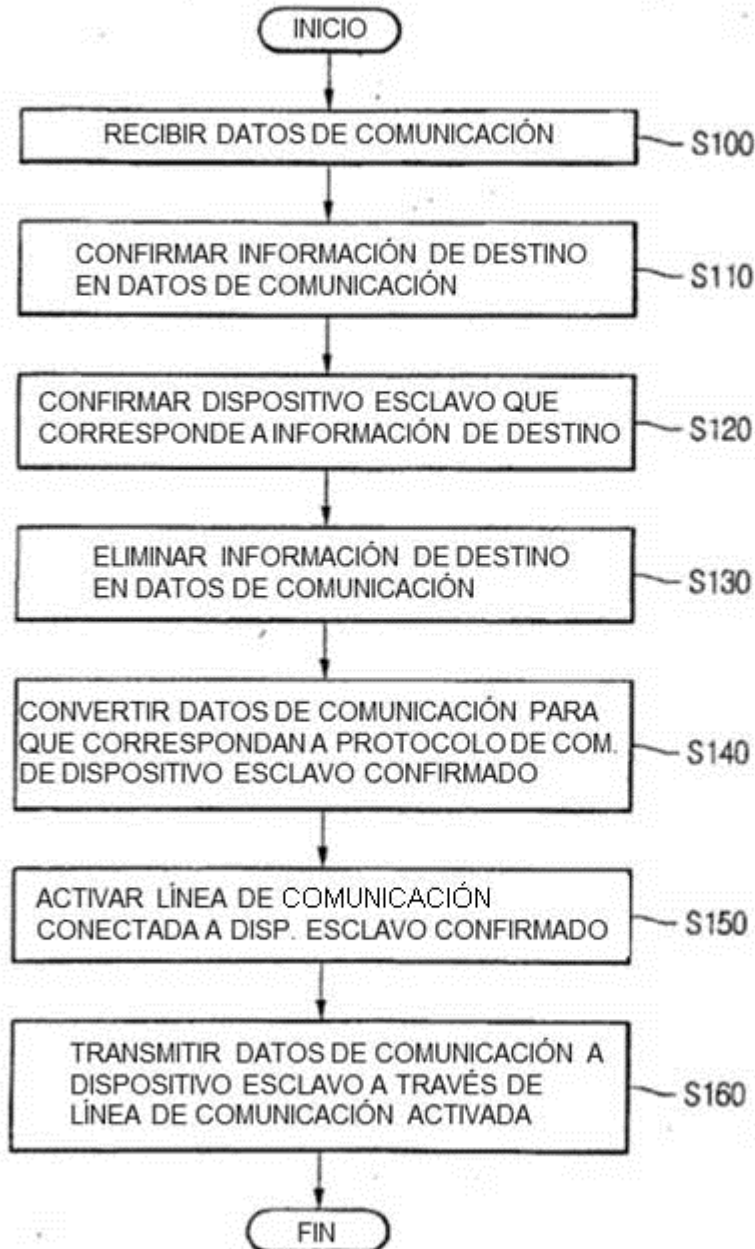 INICIO
RECIBIR DATOS DE COMUNICACIÓN
S100
CONFIRMAR INFORMACIÓN DE DESTINO
EN DATOS DE COMUNICACIÓN
S110
CONFIRMAR DISPOSITIVO ESCLAVO QUE
CORRESPONDE A INFORMACIÓN DE DESTINO
S120
ELIMINAR INFORMACIÓN DE DESTINO
EN DATOS DE COMUNICACIÓN
S130
CONVERTIR DATOS DE COMUNICACIÓN PARA
QUE CORRESPONDAN A PROTOCOLO DE COM.
DE DISPOSITIVO ESCLAVO CONFIRMADO
S140
ACTIVAR LÍNEA DE COMUNICACIÓN
CONECTADA A DISP. ESCLAVO CONFIRMADO
S150
TRANSMITIR DATOS DE COMUNICACIÓN A
DISPOSITIVO ESCLAVO A TRAVÉS DE
LÍNEA DE COMUNICACIÓN ACTIVADA
S160
FIN